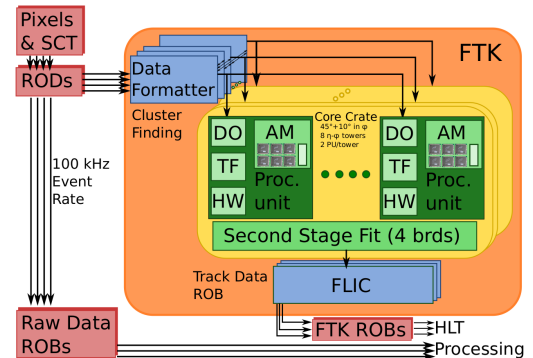 Pixels
& SCT
RODs
FTK
Data
Formatter
Cluster
Finding
Core Crate
45°+10° in φ
8 η-φ towers
2 PU/tower
DO
AM
TF
Proc.
HW
unit
DO
AM
TF
Proc.
HW
unit
100 kHz
Event
Rate
Second Stage Fit (4 brds)
Track Data
ROB
FLIC
Raw Data
ROBs
FTK ROBs
HLT
Processing